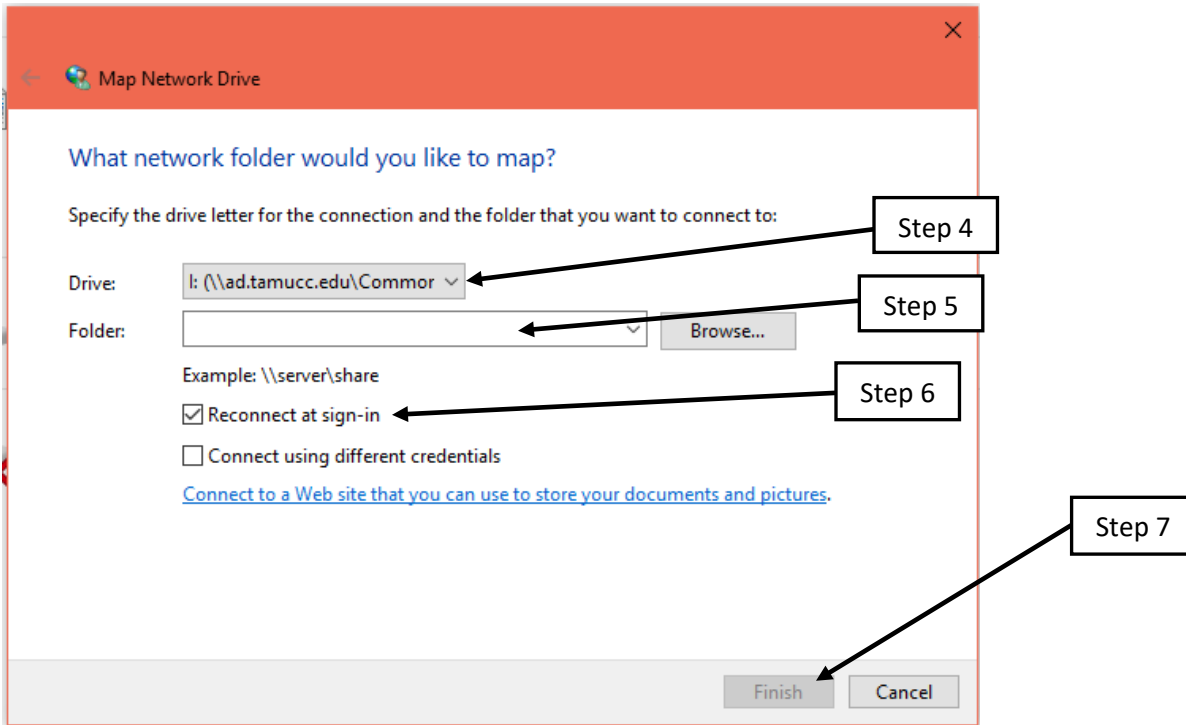 Map Network Drive
What network folder would you like to map?
Specify the drive letter for the connection and the folder that you want to connect to:
Step 4
Drive: I: (\\ad.tamucc.edu\Commor
Step 5
Folder: Browse...
Example: \\server\share
Step 6
Reconnect at sign-in
Connect using different credentials
Connect to a Web site that you can use to store your documents and pictures.
Step 7
Finish Cancel